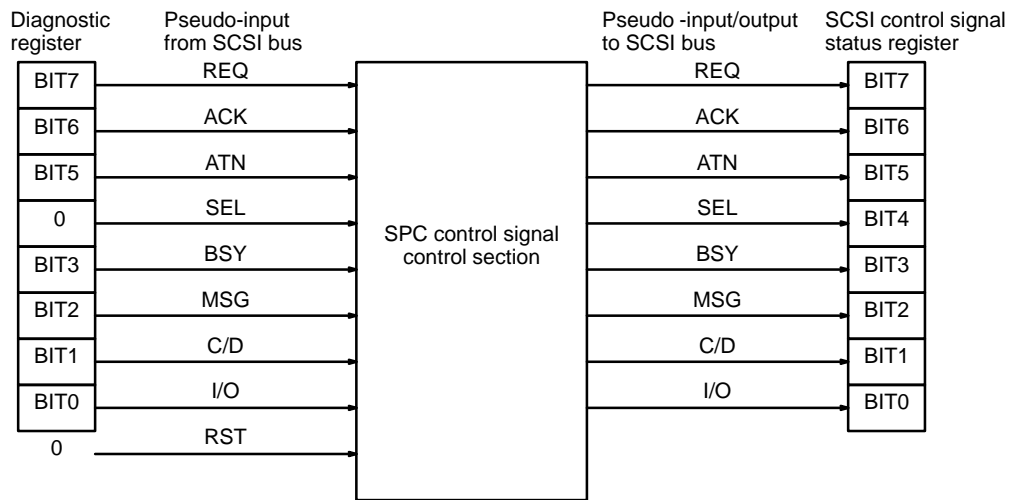 Diagnostic
register
Pseudo-input
from SCSI bus
Pseudo -input/output
to SCSI bus
SCSI control signal
status register
BIT7
REQ
REQ
BIT7
BIT6
ACK
ACK
BIT6
BIT5
ATN
ATN
BIT5
0
SEL
SEL
BIT4
SPC control signal
control section
BIT3
BSY
BSY
BIT3
BIT2
MSG
MSG
BIT2
BIT1
C/D
C/D
BIT1
BIT0
I/O
I/O
BIT0
0
RST